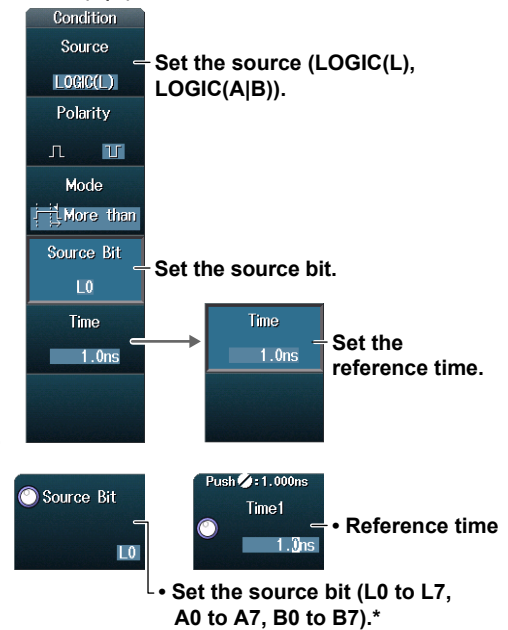 Condition
Source
LOGIC(L)
Set the source (LOGIC(L),
LOGIC(A|B)).
Polarity
Mode
More than
Source Bit
L0
Set the source bit.
Time
1.0ns
Time
1.0ns
Set the
reference time.
Source Bit
L0
Push :1.000ns
Time1
1.0ns
• Reference time
• Set the source bit (L0 to L7,
A0 to A7, B0 to B7).*